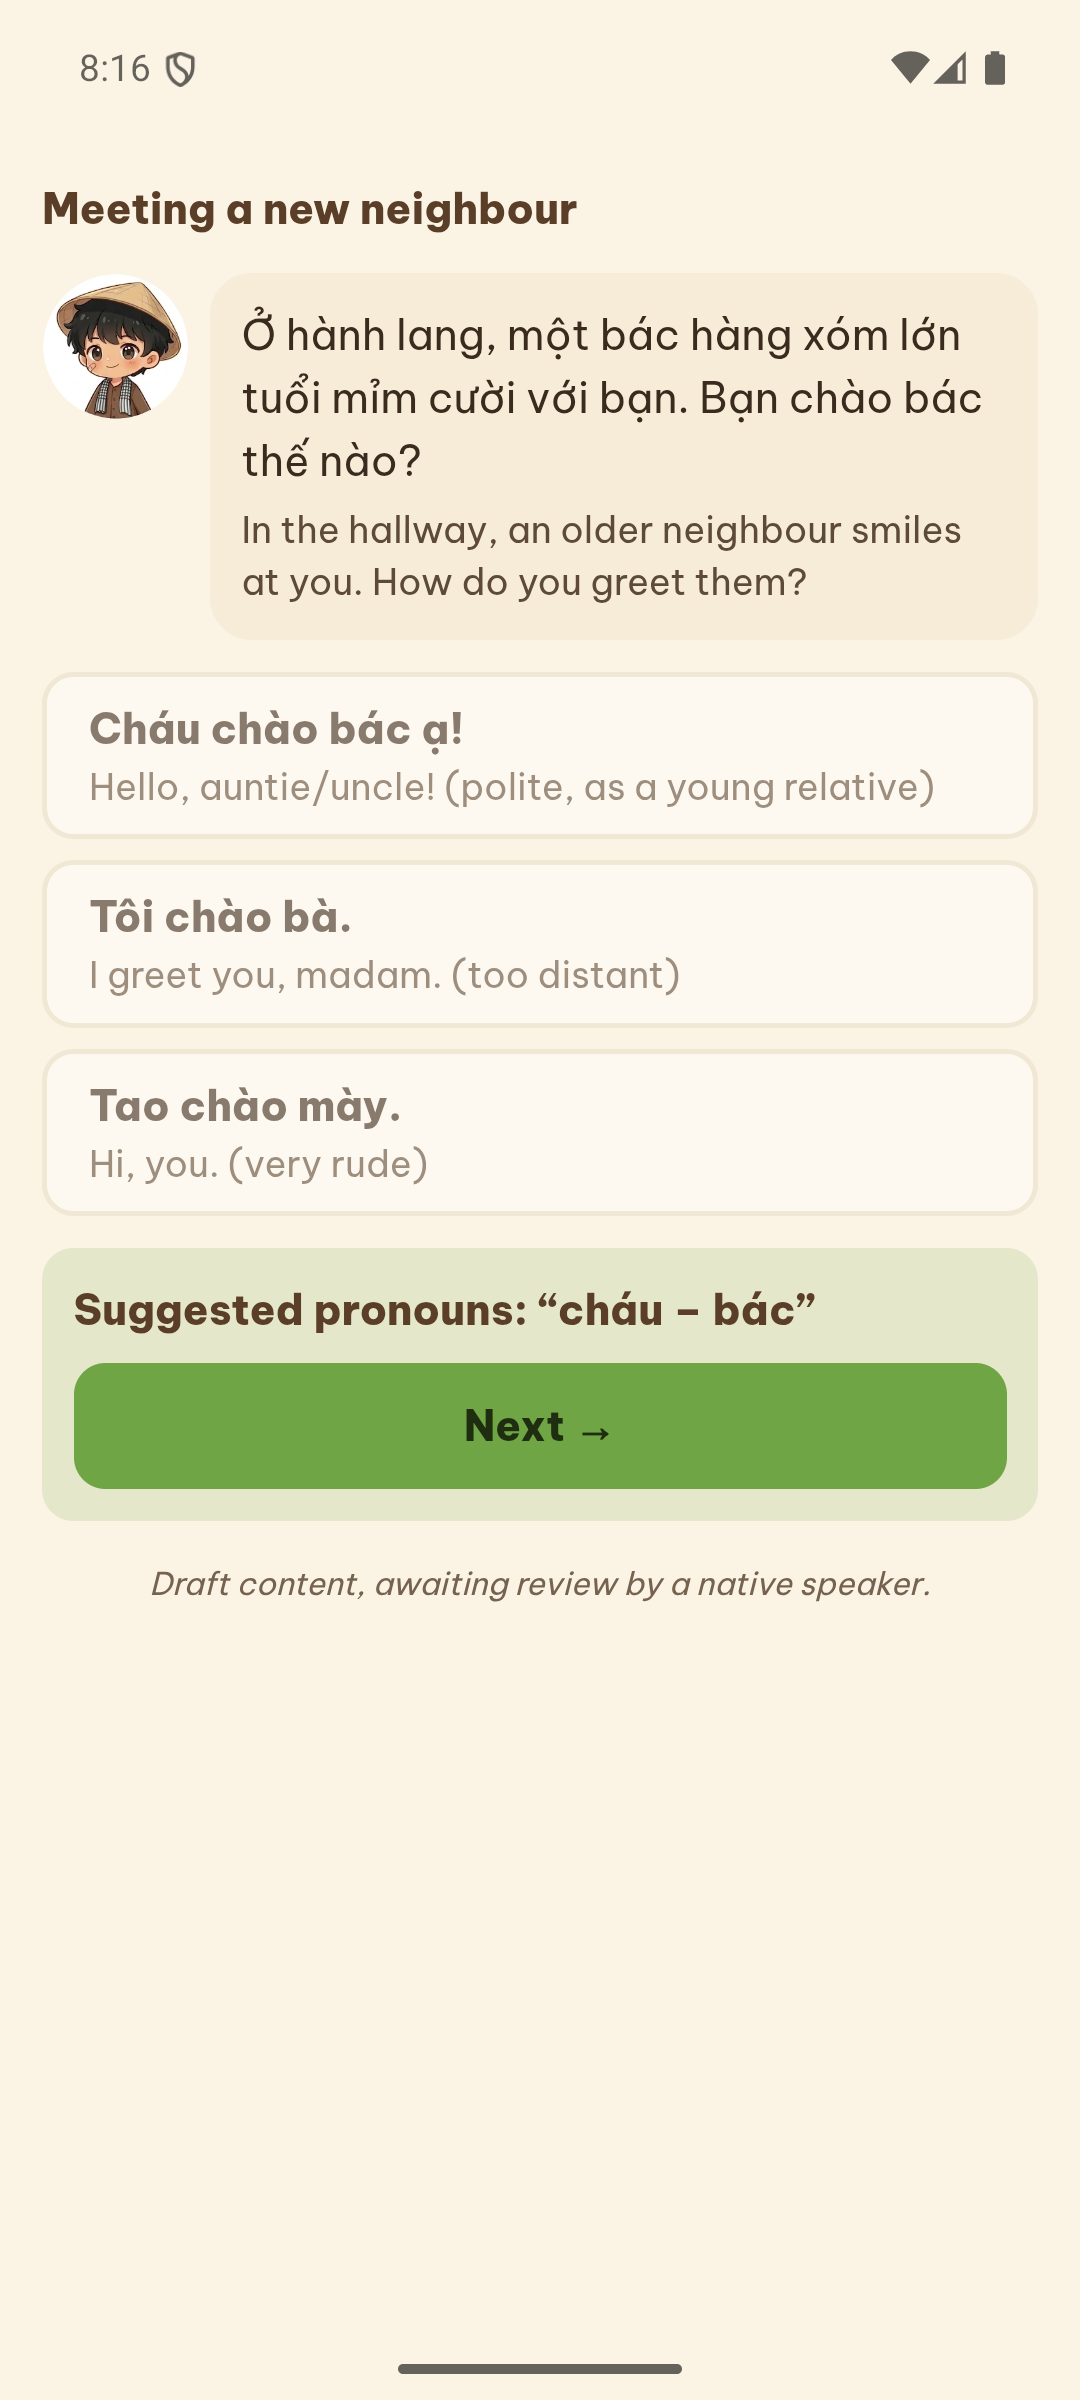 8:16
Meeting a new neighbour
Ở hành lang, một bác hàng xóm lớn
tuổi mỉm cười với bạn. Bạn chào bác
thế nào?
In the hallway, an older neighbour smiles
at you. How do you greet them?
Cháu chào bác ạ!
Hello, auntie/uncle! (polite, as a young relative)
Tôi chào bà.
I greet you, madam. (too distant)
Tao chào mày.
Hi, you. (very rude)
Suggested pronouns: “cháu – bác”
Next →
Draft content, awaiting review by a native speaker.